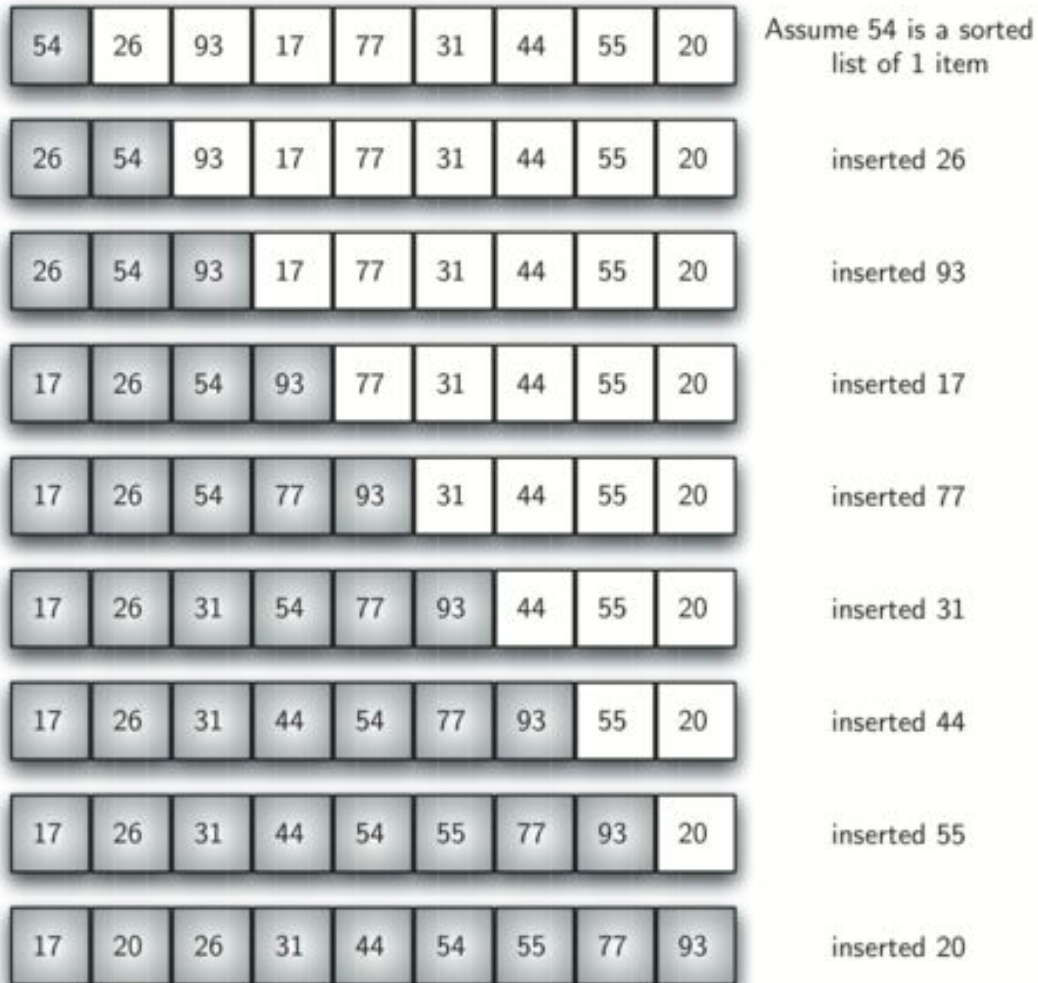 54 26 93 17 77 31 44 55 20 Assume 54 is a sorted
list of 1 item
26 54 93 17 77 31 44 55 20 inserted 26
26 54 93 17 77 31 44 55 20 inserted 93
17 26 54 93 77 31 44 55 20 inserted 17
17 26 54 77 93 31 44 55 20 inserted 77
17 26 31 54 77 93 44 55 20 inserted 31
17 26 31 44 54 77 93 55 20 inserted 44
17 26 31 44 54 55 77 93 20 inserted 55
17 20 26 31 44 54 55 77 93 inserted 20